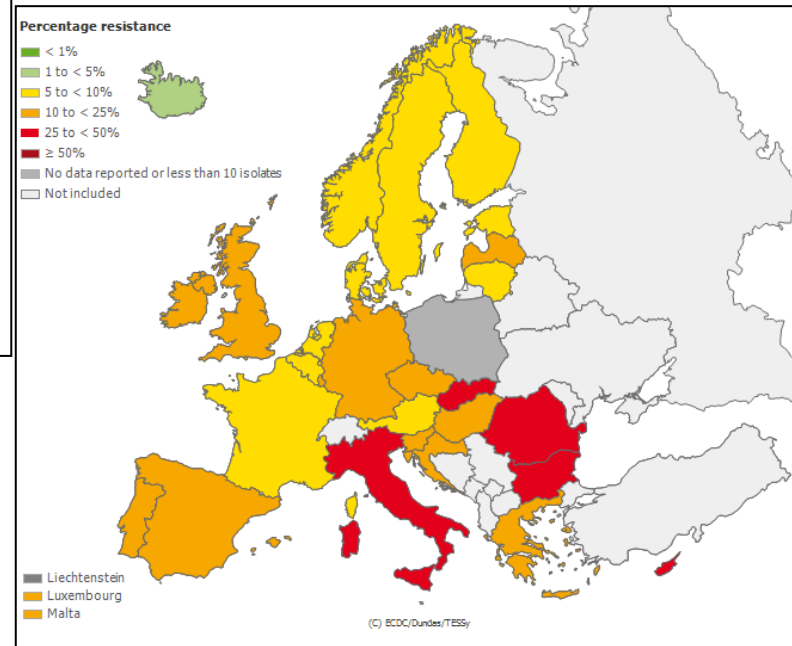 Percentage resistance
< 1%
1 to < 5%
5 to < 10%
10 to < 25%
25 to < 50%
≥ 50%
No data reported or less than 10 isolates
Not included
Liechtenstein
Luxembourg
Malta
(C) ECDC/Dundas/TESSy